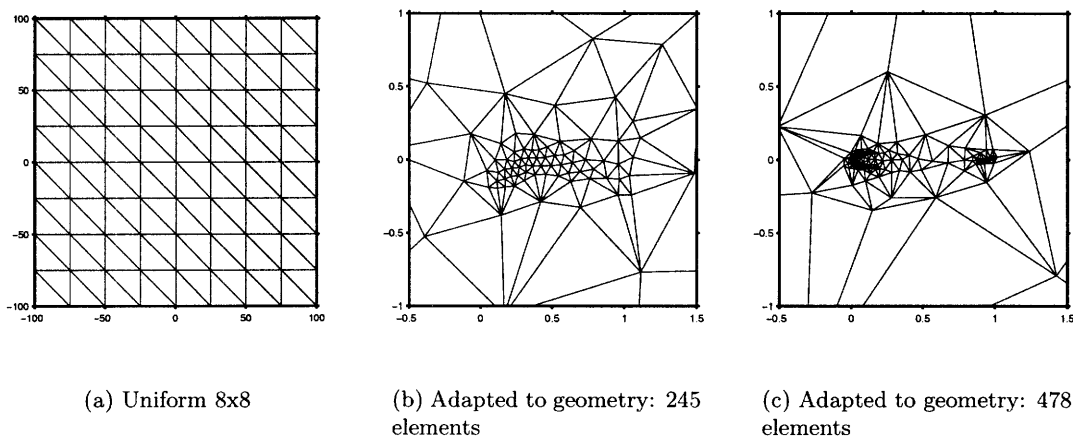 100
50
0
-50
-100
-100 -50 0 50 100
1
0.5
0
-0.5
-1
-0.5 0 0.5 1 1.5
1
0.5
0
-0.5
-1
-0.5 0 0.5 1 1.5
(a) Uniform 8x8
(b) Adapted to geometry: 245
elements
(c) Adapted to geometry: 478
elements